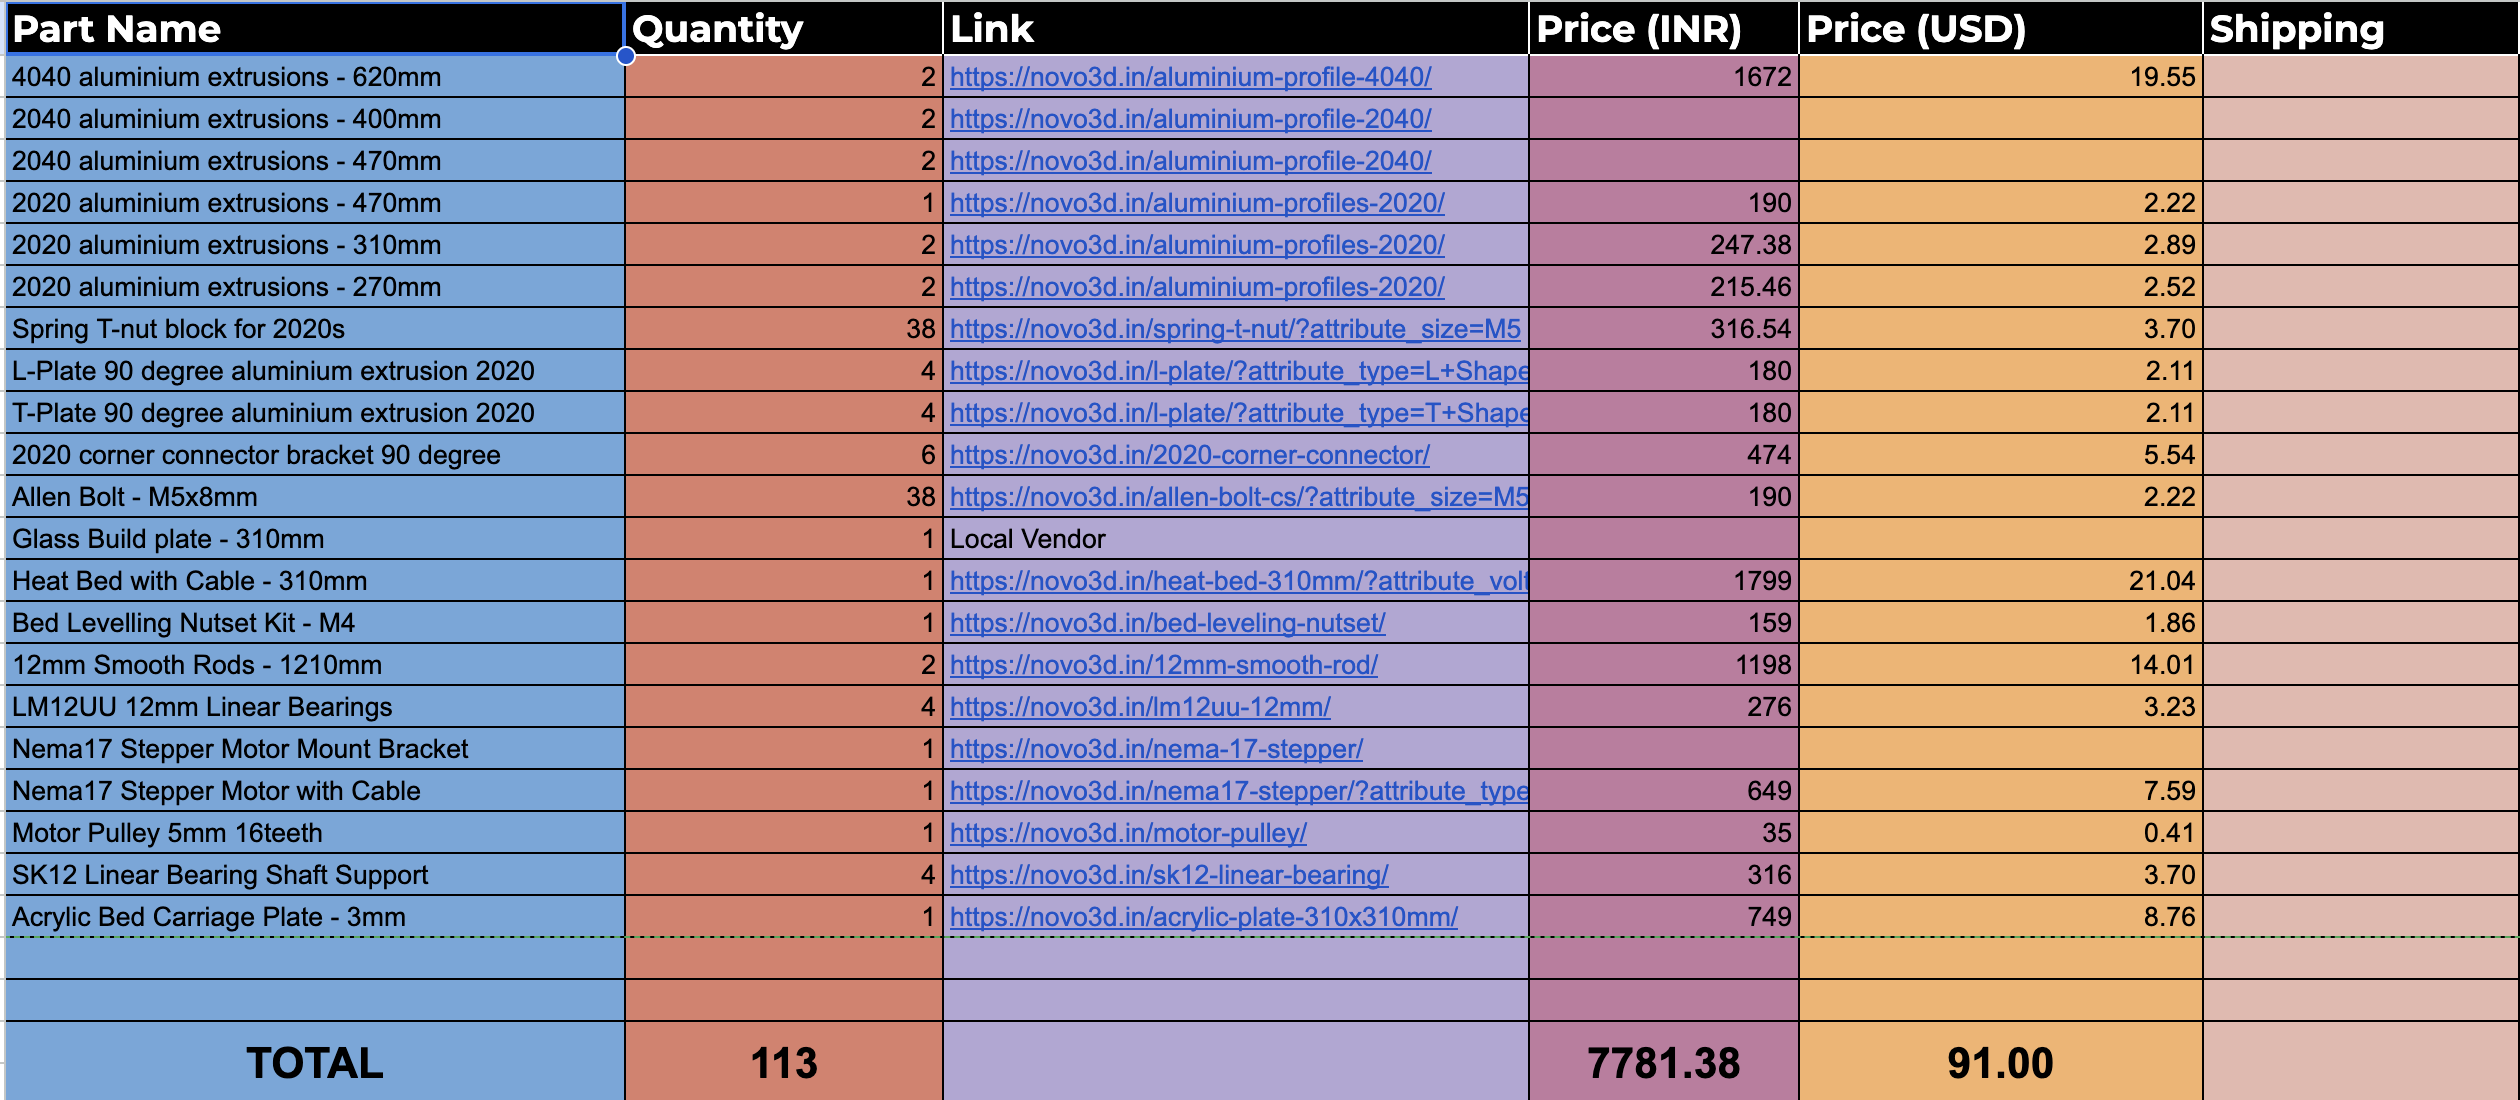 Part Name Quantity Link Price (INR) Price (USD) Shipping
4040 aluminium extrusions - 620mm 2 https://novo3d.in/aluminium-profile-4040/ 1672 19.55
2040 aluminium extrusions - 400mm 2 https://novo3d.in/aluminium-profile-2040/
2040 aluminium extrusions - 470mm 2 https://novo3d.in/aluminium-profile-2040/
2020 aluminium extrusions - 470mm 1 https://novo3d.in/aluminium-profiles-2020/ 190 2.22
2020 aluminium extrusions - 310mm 2 https://novo3d.in/aluminium-profiles-2020/ 247.38 2.89
2020 aluminium extrusions - 270mm 2 https://novo3d.in/aluminium-profiles-2020/ 215.46 2.52
Spring T-nut block for 2020s 38 https://novo3d.in/spring-t-nut/?attribute_size=M5 316.54 3.70
L-Plate 90 degree aluminium extrusion 2020 4 https://novo3d.in/l-plate/?attribute_type=L+Shape 180 2.11
T-Plate 90 degree aluminium extrusion 2020 4 https://novo3d.in/l-plate/?attribute_type=T+Shape 180 2.11
2020 corner connector bracket 90 degree 6 https://novo3d.in/2020-corner-connector/ 474 5.54
Allen Bolt - M5x8mm 38 https://novo3d.in/allen-bolt-cs/?attribute_size=M5 190 2.22
Glass Build plate - 310mm 1 Local Vendor
Heat Bed with Cable - 310mm 1 https://novo3d.in/heat-bed-310mm/?attribute_volt 1799 21.04
Bed Levelling Nutset Kit - M4 1 https://novo3d.in/bed-leveling-nutset/ 159 1.86
12mm Smooth Rods - 1210mm 2 https://novo3d.in/12mm-smooth-rod/ 1198 14.01
LM12UU 12mm Linear Bearings 4 https://novo3d.in/lm12uu-12mm/ 276 3.23
Nema17 Stepper Motor Mount Bracket 1 https://novo3d.in/nema-17-stepper/
Nema17 Stepper Motor with Cable 1 https://novo3d.in/nema17-stepper/?attribute_type 649 7.59
Motor Pulley 5mm 16teeth 1 https://novo3d.in/motor-pulley/ 35 0.41
SK12 Linear Bearing Shaft Support 4 https://novo3d.in/sk12-linear-bearing/ 316 3.70
Acrylic Bed Carriage Plate - 3mm 1 https://novo3d.in/acrylic-plate-310x310mm/ 749 8.76
TOTAL 113 7781.38 91.00